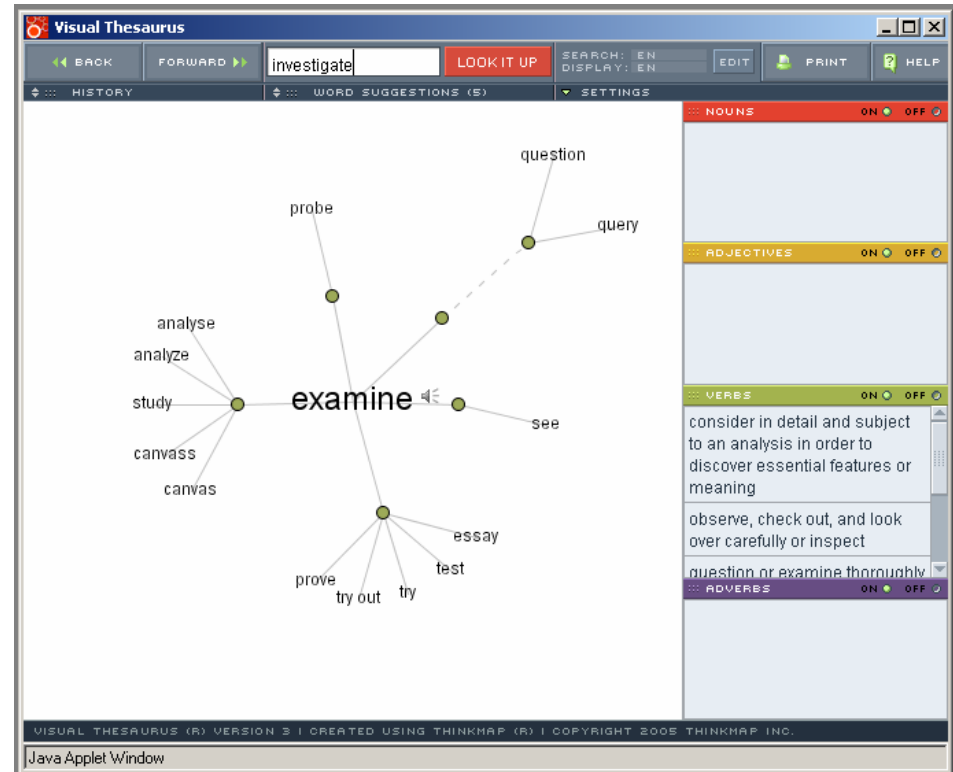 Visual Thesaurus
BACK
FORWARD
investigate
LOOK IT UP
SEARCH: EN
DISPLAY: EN
EDIT
PRINT
HELP
HISTORY
WORD SUGGESTIONS (5)
SETTINGS
NOUNS ON OFF
question
probe
query
ADJECTIVES ON OFF
analyse
analyze
study
examine
see
canvass
canvas
essay
test
prove
try out
try
VERBS ON OFF
consider in detail and subject
to an analysis in order to
discover essential features or
meaning
observe, check out, and look
over carefully or inspect
question or examine thoroughly
ADVERBS ON OFF
VISUAL THESAURUS (R) VERSION 3 | CREATED USING THINKMAP (R) | COPYRIGHT 2005 THINKMAP INC.
Java Applet Window